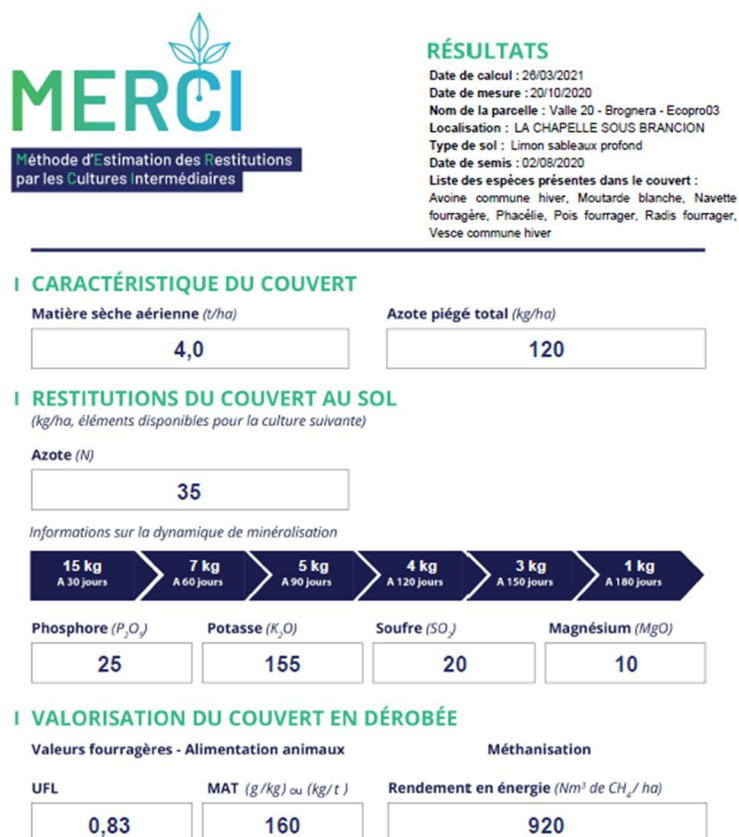 MERCI
Méthode d'Estimation des Restitutions
par les Cultures Intermédiaires
RÉSULTATS
Date de calcul : 26/03/2021
Date de mesure : 20/10/2020
Nom de la parcelle : Valle 20 - Brognera - Ecopro03
Localisation : LA CHAPELLE SOUS BRANCION
Type de sol : Limon sableaux profond
Date de semis : 02/08/2020
Liste des espèces présentes dans le couvert :
Avoine commune hiver, Moutarde blanche, Navette
fourragère, Phacélie, Pois fourrager, Radis fourrager,
Vesce commune hiver
CARACTÉRISTIQUE DU COUVERT
Matière sèche aérienne (t/ha)
Azote piégé total (kg/ha)
4,0
120
RESTITUTIONS DU COUVERT AU SOL
(kg/ha, éléments disponibles pour la culture suivante)
Azote (N)
35
Informations sur la dynamique de minéralisation
15 kg
A 30 jours
7 kg
A 60 jours
5 kg
A 90 jours
4 kg
A 120 jours
3 kg
A 150 jours
1 kg
A 180 jours
Phosphore (P₂O₅)
Potasse (K₂O)
Soufre (SO₃)
Magnésium (MgO)
25
155
20
10
VALORISATION DU COUVERT EN DÉROBÉE
Valeurs fourragères - Alimentation animaux
Méthanisation
UFL
MAT (g/kg) ou (kg/t )
Rendement en énergie (Nm³ de CH₄/ ha)
0,83
160
920